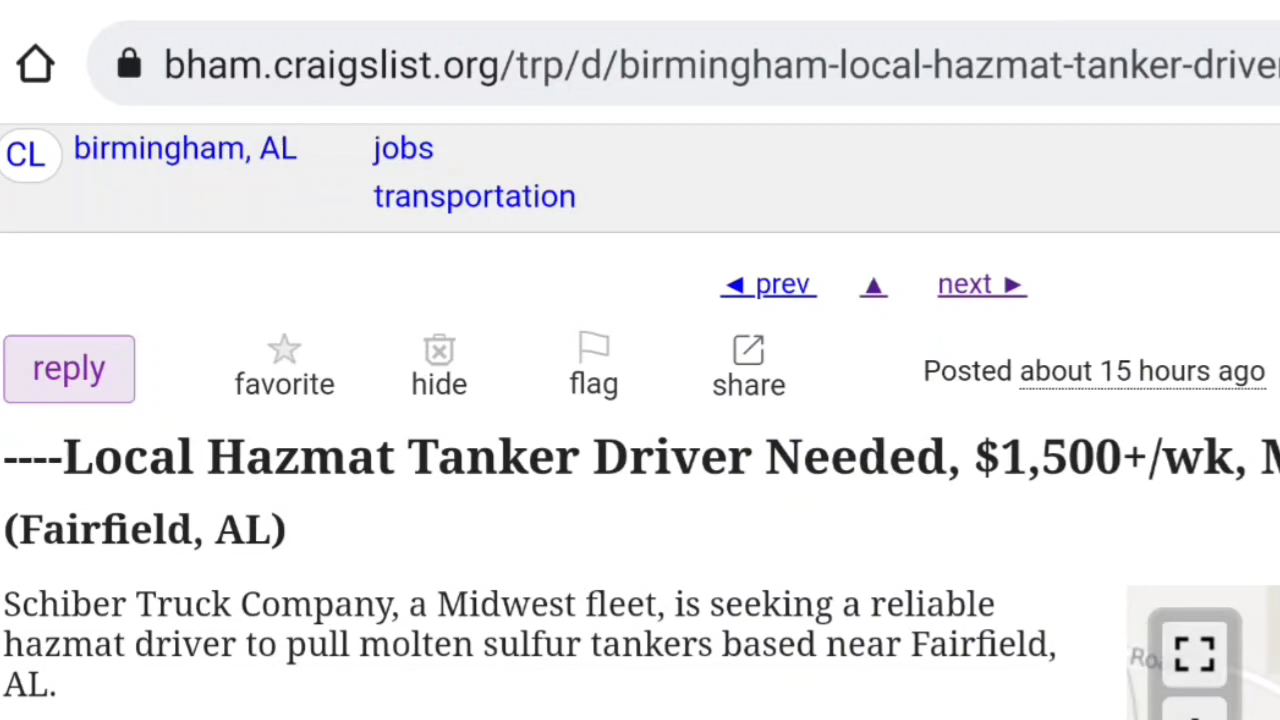 bham.craigslist.org/trp/d/birmingham-local-hazmat-tanker-driver
CL birmingham, AL jobs
transportation
◄ prev ▲ next ►
reply favorite hide flag share Posted about 15 hours ago
----Local Hazmat Tanker Driver Needed, $1,500+/wk,
(Fairfield, AL)
Schiber Truck Company, a Midwest fleet, is seeking a reliable
hazmat driver to pull molten sulfur tankers based near Fairfield,
AL.